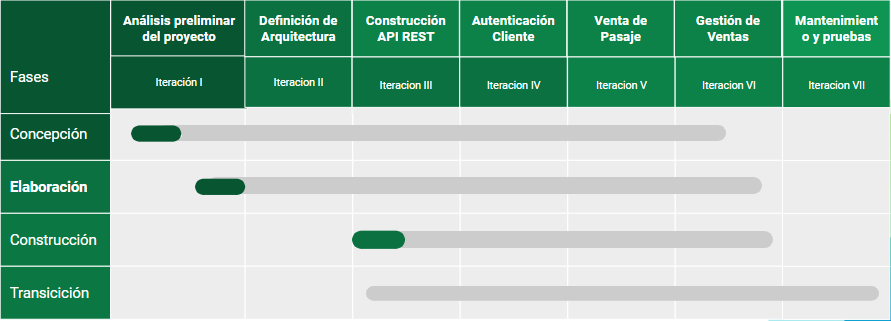 Análisis preliminar
del proyecto
Definición de
Arquitectura
Construcción
API REST
Autenticación
Cliente
Venta de
Pasaje
Gestión de
Ventas
Mantenimient
o y pruebas
Fases
Iteración I
Iteracion II
Iteracion III
Iteracion IV
Iteracion V
Iteracion VI
Iteracion VII
Concepción
Elaboración
Construcción
Transicición